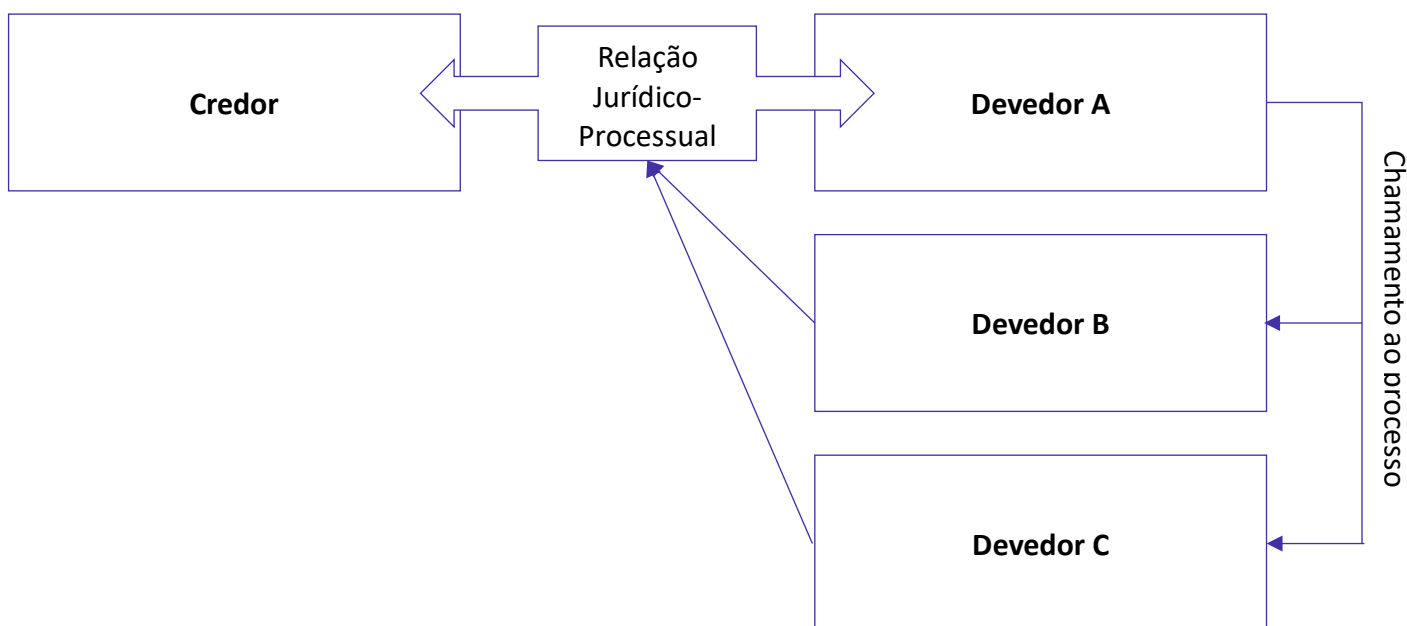 Credor
Relação
Jurídico-
Processual
Devedor A
Chamamento ao processo
Devedor B
Devedor C